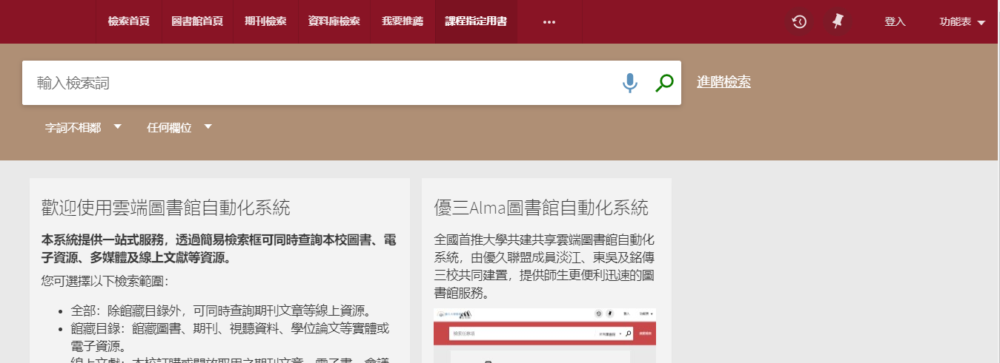 檢索首頁 圖書館首頁 期刊檢索 資料庫檢索 我要推薦 課程指定用書 ••• 登入 功能表
輸入檢索詞
進階檢索
字詞不相鄰 任何欄位
歡迎使用雲端圖書館自動化系統
本系統提供一站式服務，透過簡易檢索框可同時查詢本校圖書、電
子資源、多媒體及線上文獻等資源。
您可選擇以下檢索範圍：
• 全部：除館藏目錄外，可同時查詢期刊文章等線上資源。
• 館藏目錄：館藏圖書、期刊、視聽資料、學位論文等實體或
電子資源。
線上文獻：本校訂購或開放取用之期刊文章、電子書、會議
優三Alma圖書館自動化系統
全國首推大學共建共享雲端圖書館自動化
系統，由優久聯盟成員淡江、東吳及銘傳
三校共同建置，提供師生更便利迅速的圖
書館服務。
登入 功能表
檢索任意項